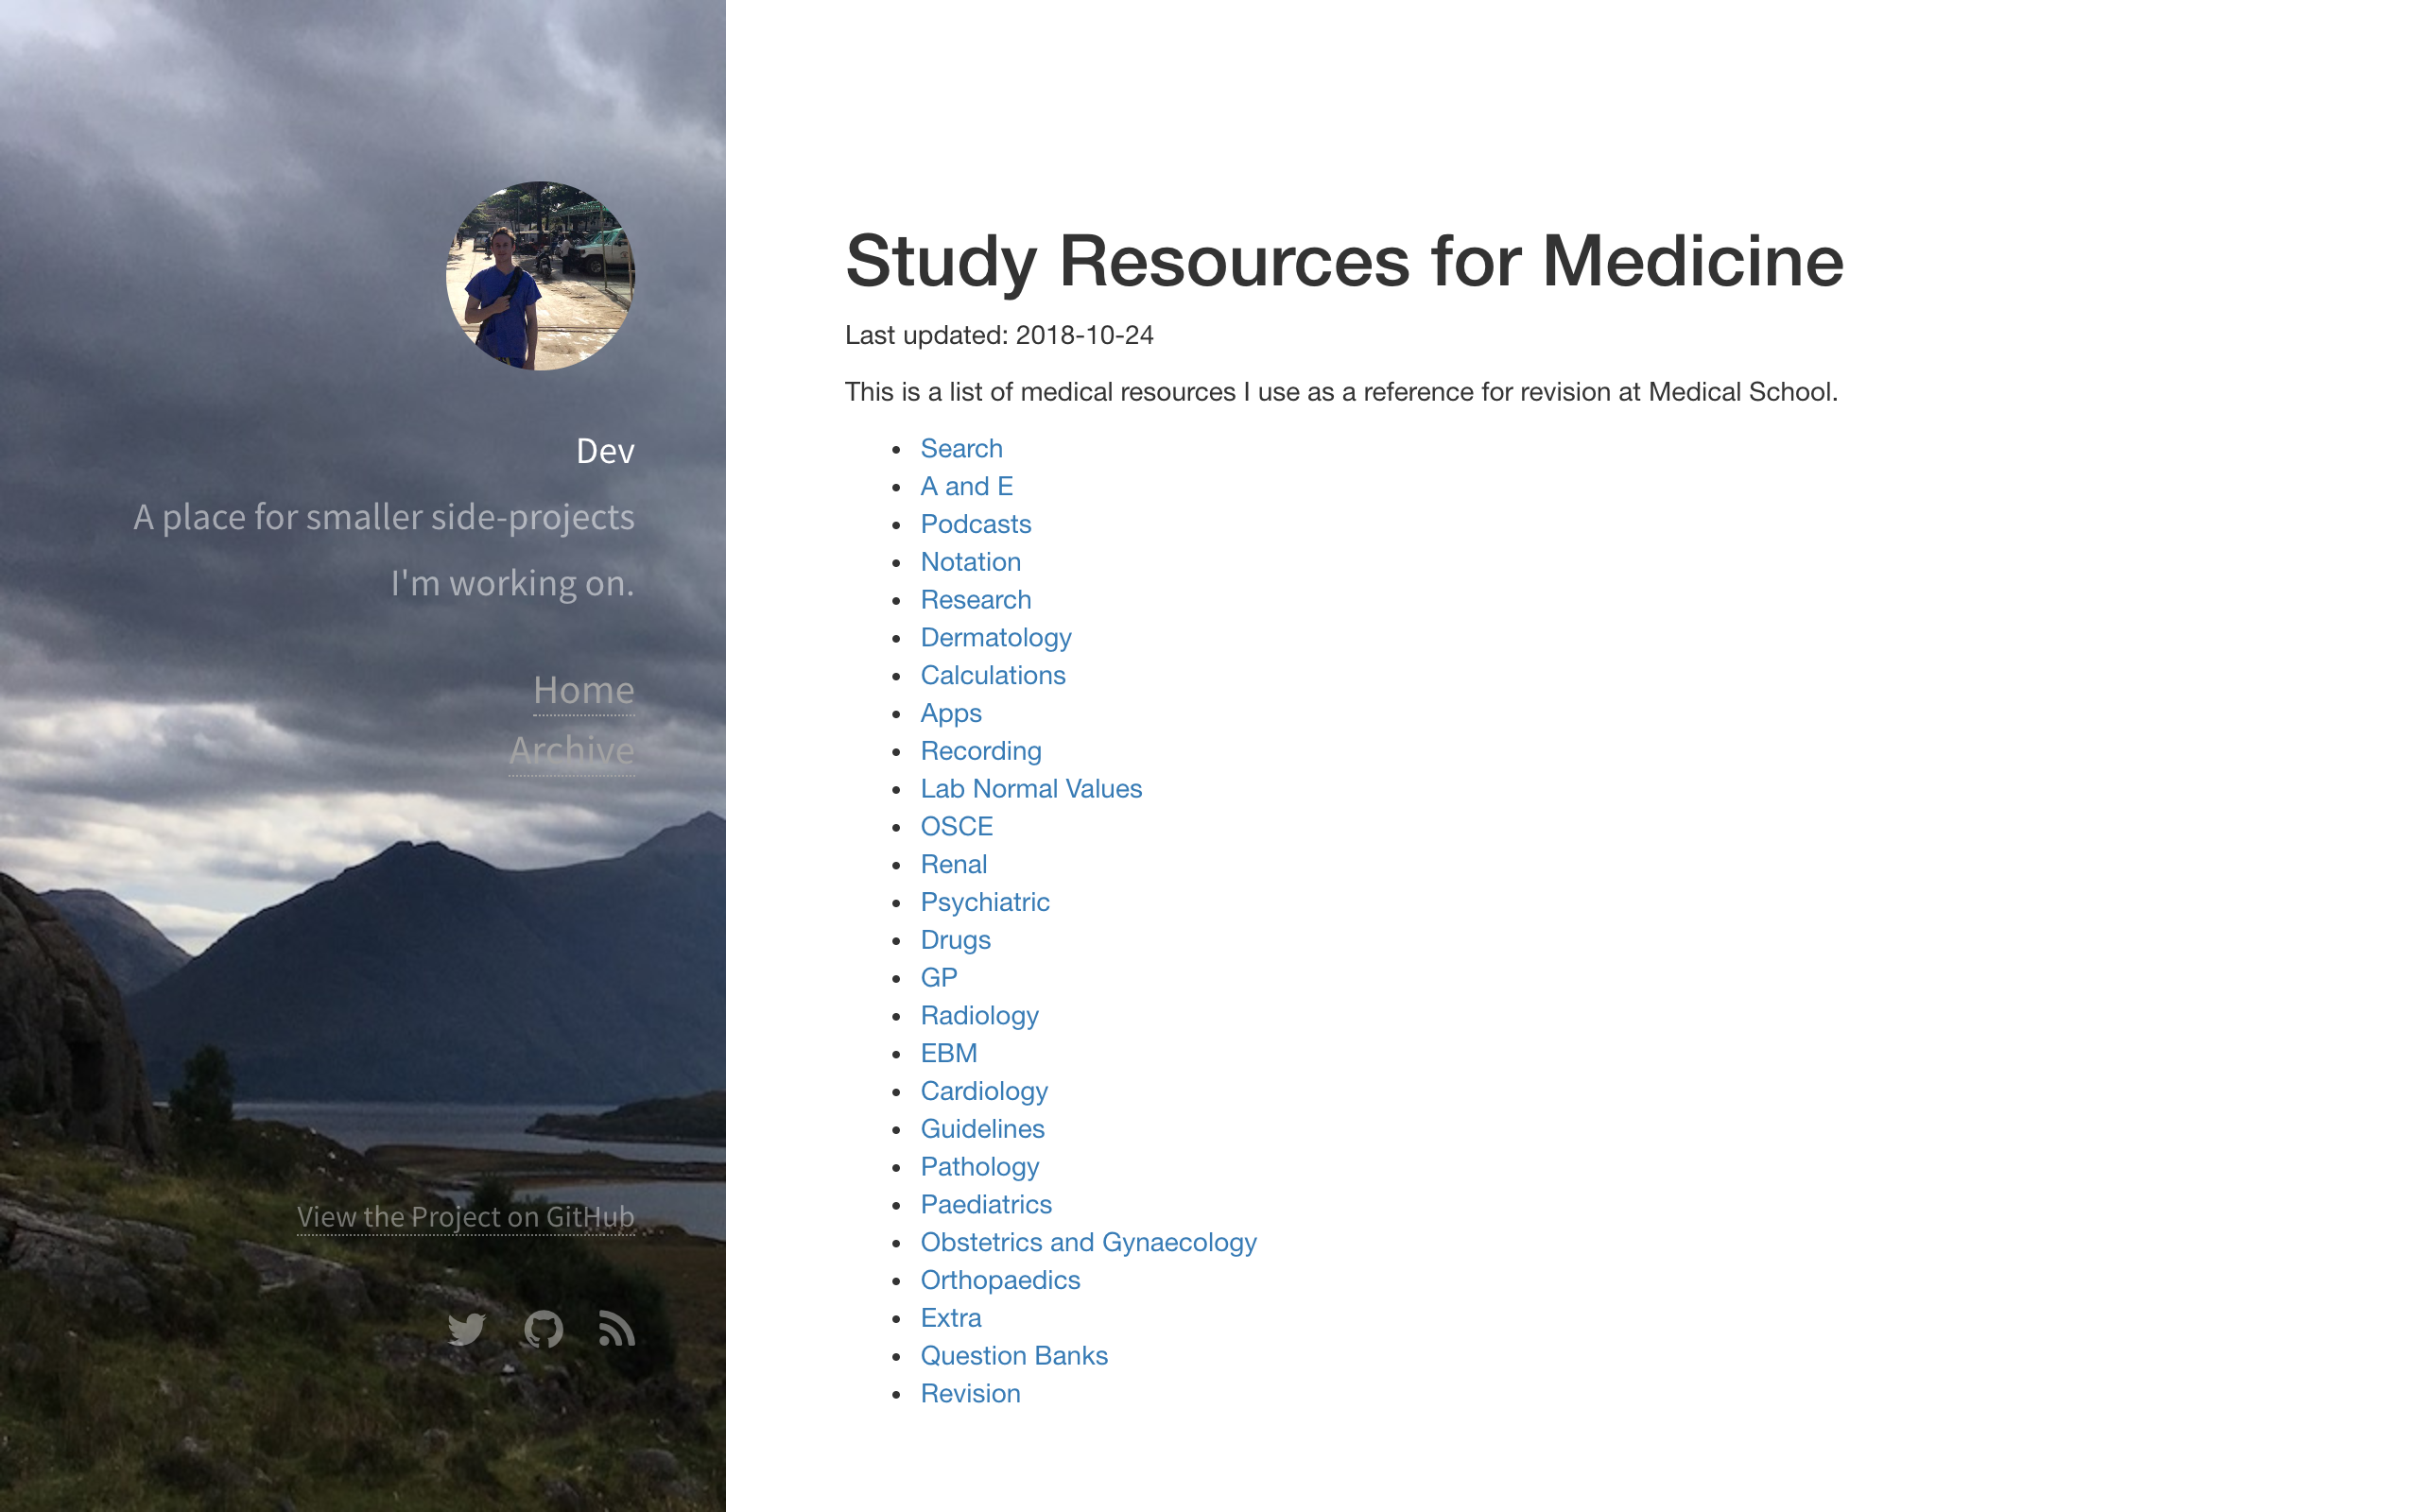 Dev
A place for smaller side-projects
I'm working on.
Home
Archive
View the Project on GitHub
Study Resources for Medicine
Last updated: 2018-10-24
This is a list of medical resources I use as a reference for revision at Medical School.
Search
A and E
Podcasts
Notation
Research
Dermatology
Calculations
Apps
Recording
Lab Normal Values
OSCE
Renal
Psychiatric
Drugs
GP
Radiology
EBM
Cardiology
Guidelines
Pathology
Paediatrics
Obstetrics and Gynaecology
Orthopaedics
Extra
Question Banks
Revision